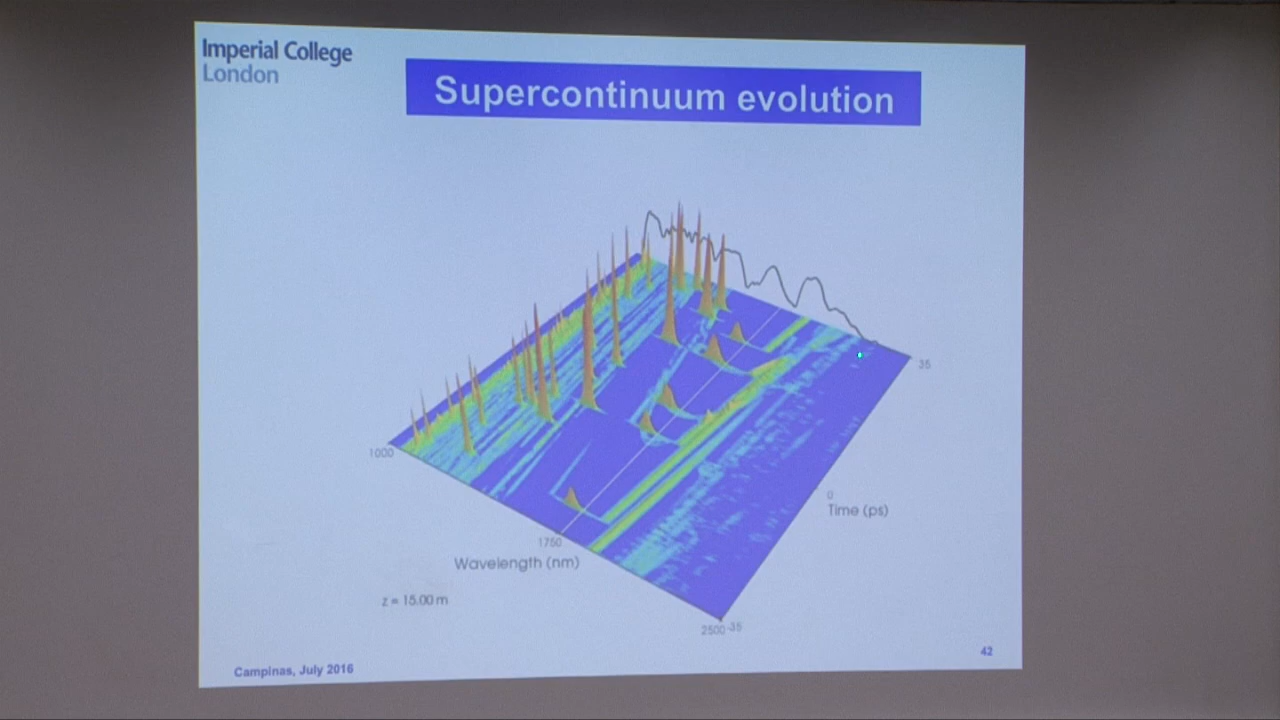 Imperial College
London
Supercontinuum evolution
35
1000
0
Time (ps)
1750
Wavelength (nm)
z = 15.00 m
2500 -35
42
Campinas, July 2016